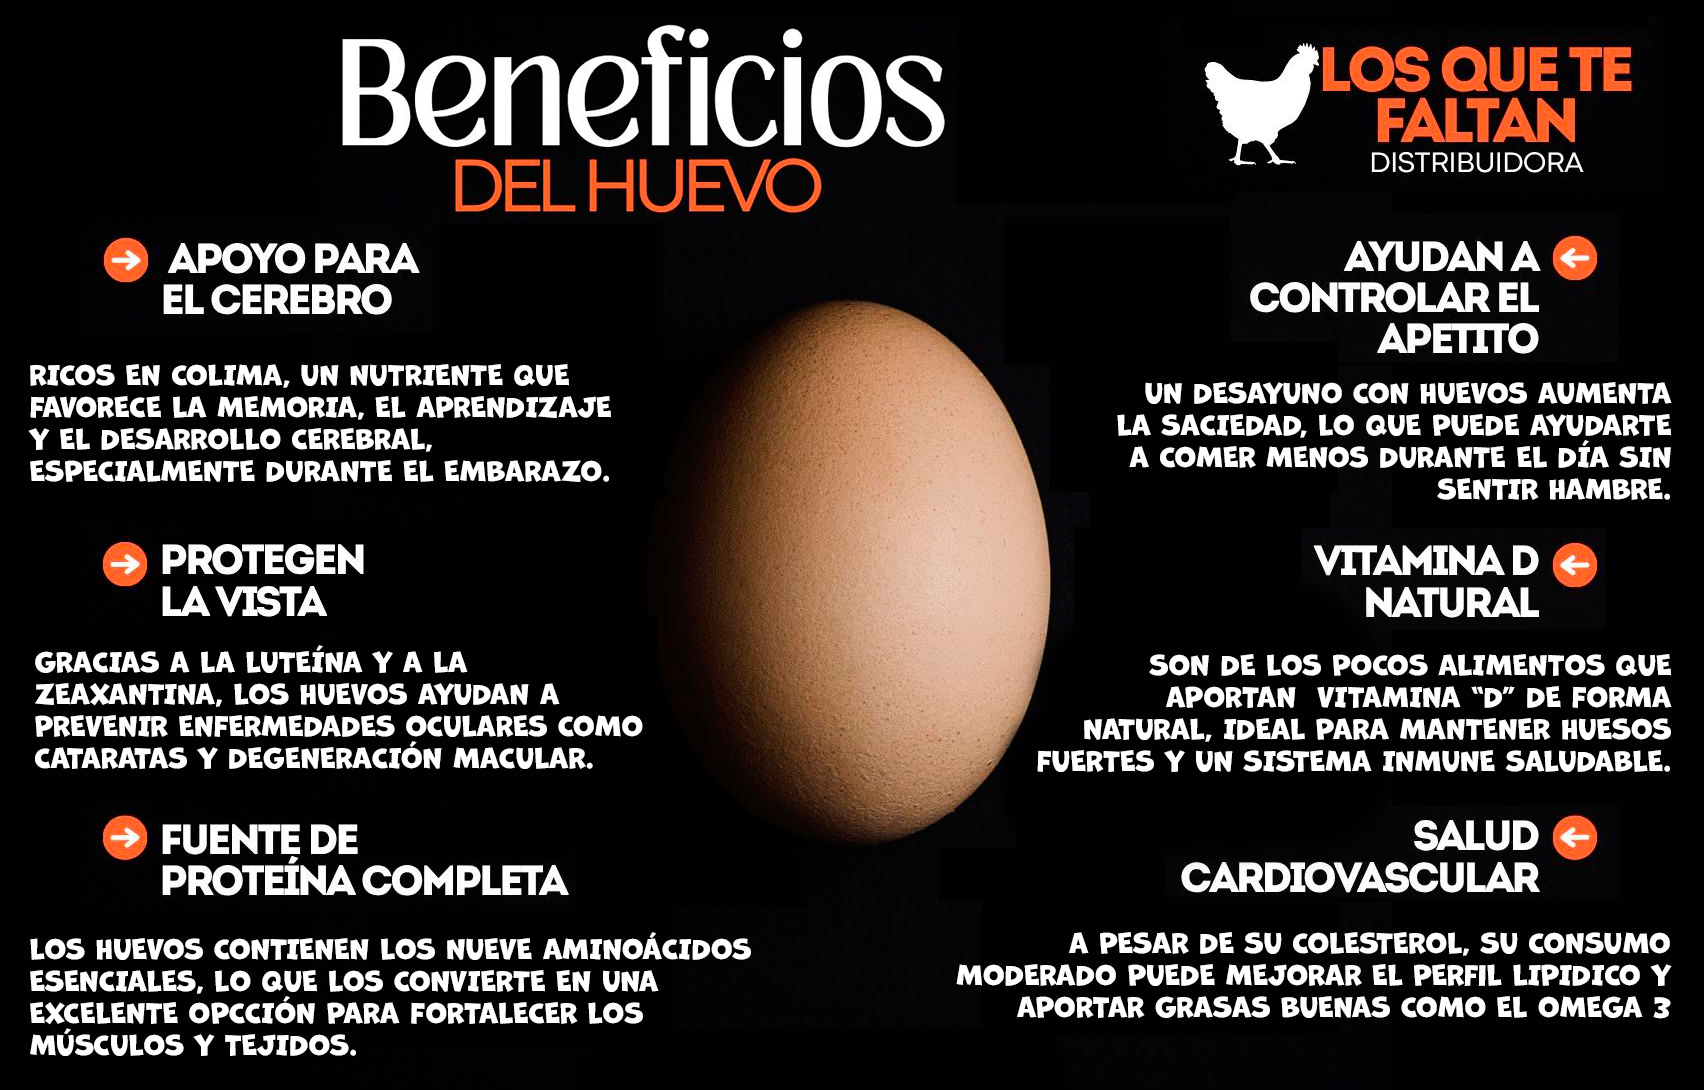 Beneficios
DEL HUEVO
LOS QUE TE
FALTAN
DISTRIBUIDORA
APOYO PARA
EL CEREBRO
RICOS EN COLIMA, UN NUTRIENTE QUE
FAVORECE LA MEMORIA, EL APRENDIZAJE
Y EL DESARROLLO CEREBRAL,
ESPECIALMENTE DURANTE EL EMBARAZO.
PROTEGEN
LA VISTA
GRACIAS A LA LUTEÍNA Y A LA
ZEAXANTINA, LOS HUEVOS AYUDAN A
PREVENIR ENFERMEDADES OCULARES COMO
CATARATAS Y DEGENERACIÓN MACULAR.
FUENTE DE
PROTEÍNA COMPLETA
LOS HUEVOS CONTIENEN LOS NUEVE AMINOÁCIDOS
ESENCIALES, LO QUE LOS CONVIERTE EN UNA
EXCELENTE OPCCIÓN PARA FORTALECER LOS
MÚSCULOS Y TEJIDOS.
AYUDAN A
CONTROLAR EL
APETITO
UN DESAYUNO CON HUEVOS AUMENTA
LA SACIEDAD, LO QUE PUEDE AYUDARTE
A COMER MENOS DURANTE EL DÍA SIN
SENTIR HAMBRE.
VITAMINA D
NATURAL
SON DE LOS POCOS ALIMENTOS QUE
APORTAN VITAMINA “D” DE FORMA
NATURAL, IDEAL PARA MANTENER HUESOS
FUERTES Y UN SISTEMA INMUNE SALUDABLE.
SALUD
CARDIOVASCULAR
A PESAR DE SU COLESTEROL, SU CONSUMO
MODERADO PUEDE MEJORAR EL PERFIL LIPIDICO Y
APORTAR GRASAS BUENAS COMO EL OMEGA 3